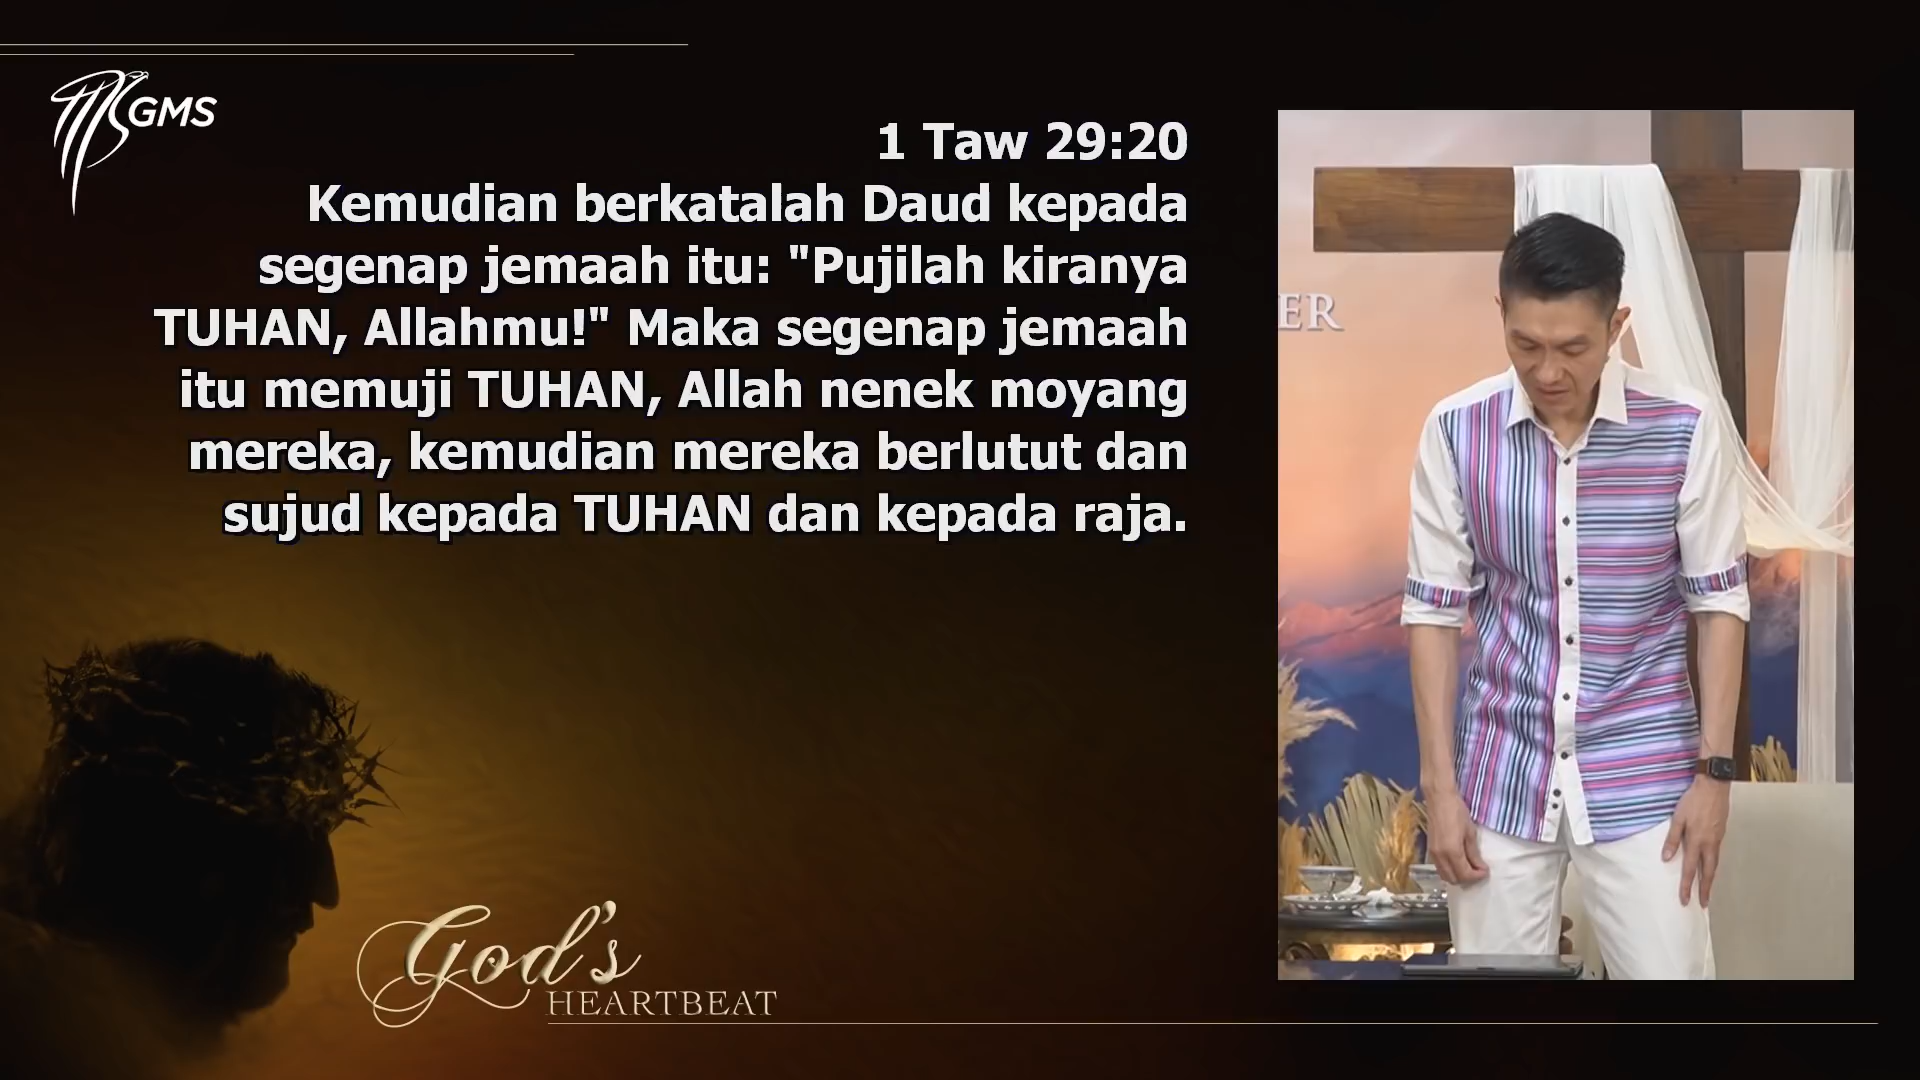 GMS
1 Taw 29:20
Kemudian berkatalah Daud kepada
segenap jemaah itu: "Pujilah kiranya
TUHAN, Allahmu!" Maka segenap jemaah
itu memuji TUHAN, Allah nenek moyang
mereka, kemudian mereka berlutut dan
sujud kepada TUHAN dan kepada raja.
ER
God's
HEARTBEAT